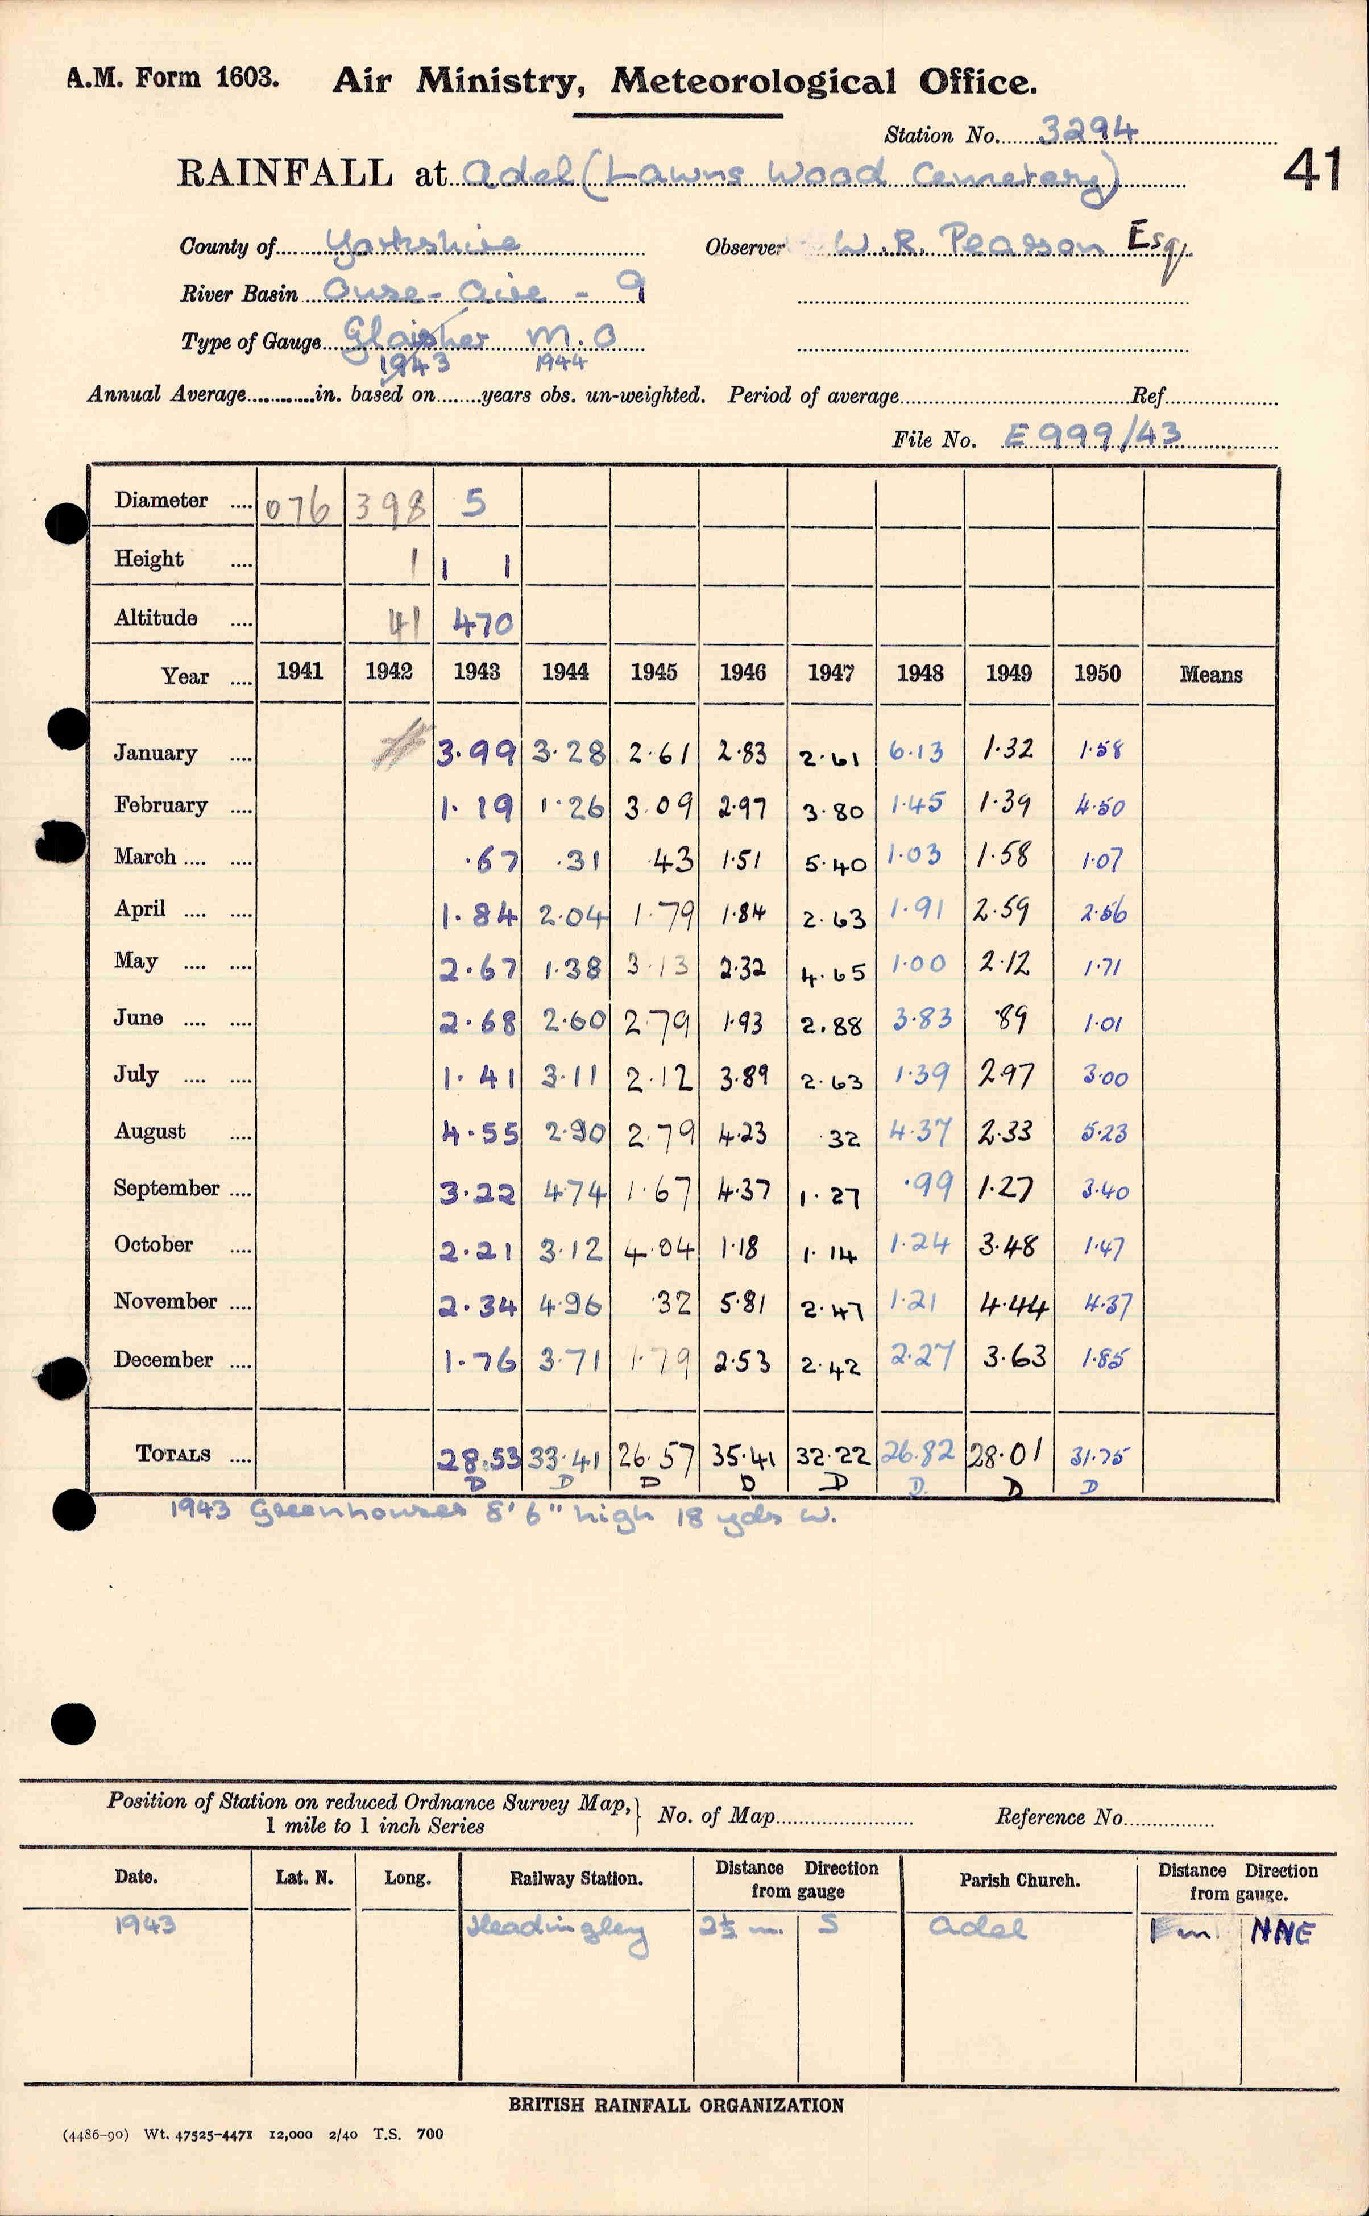 A.M. Form 1603. Air Ministry, Meteorological Office.
Station No. 3294
41
RAINFALL at Adel (Lawns Wood Cemetery)
County of Yorkshire Observer W. R. Pearson Esq.
River Basin Ouse - Aire - 9
Type of Gauge Glaisher M.O
1943 1944
Annual Average in. based on years obs. un-weighted. Period of average Ref
File No. E999/43
Diameter 076 398 5
Height 1 1 1
Altitude 41 470
Year 1941 1942 1943 1944 1945 1946 1947 1948 1949 1950 Means
January 3.99 3.28 2.61 2.83 2.61 6.13 1.32 1.58
February 1.19 1.26 3.09 2.97 3.80 1.45 1.39 4.50
March .67 .31 .43 1.51 5.40 1.03 1.58 1.07
April 1.84 2.04 1.79 1.84 2.63 1.91 2.59 2.56
May 2.67 1.38 3.13 2.32 4.65 1.00 2.12 1.71
June 2.68 2.60 2.79 1.93 2.88 3.83 .89 1.01
July 1.41 3.11 2.12 3.89 2.63 1.39 2.97 3.00
August 4.55 2.90 2.79 4.23 .32 4.37 2.33 5.23
September 3.22 4.74 1.67 4.37 1.27 .99 1.27 3.40
October 2.21 3.12 4.04 1.18 1.14 1.24 3.48 1.47
November 2.34 4.96 .32 5.81 2.47 1.21 4.44 4.37
December 1.76 3.71 1.79 2.53 2.42 2.27 3.63 1.85
TOTALS 28.53 33.41 26.57 35.41 32.22 26.82 28.01 31.75
D D D D D D. D D
1943 Greenhouses 8' 6" high 18 yds W.
Position of Station on reduced Ordnance Survey Map, } No. of Map Reference No
1 mile to 1 inch Series
Date. Lat. N. Long. Railway Station. Distance from gauge Direction Parish Church. Distance from gauge. Direction
1943 Headingley 2½ m. S Adel 1 m NNE
BRITISH RAINFALL ORGANIZATION
(4486-90) Wt. 47525-4471 12,000 2/40 T.S. 700